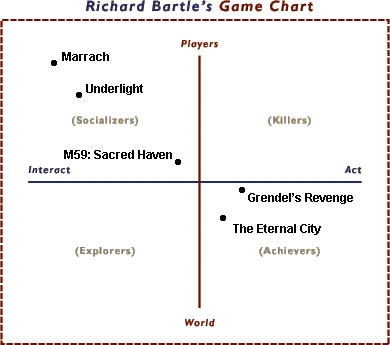 Richard Bartle's Game Chart
Players
Marrach
Underlight
(Socializers)
(Killers)
M59: Sacred Haven
Interact
Act
Grendel's Revenge
The Eternal City
(Explorers)
(Achievers)
World